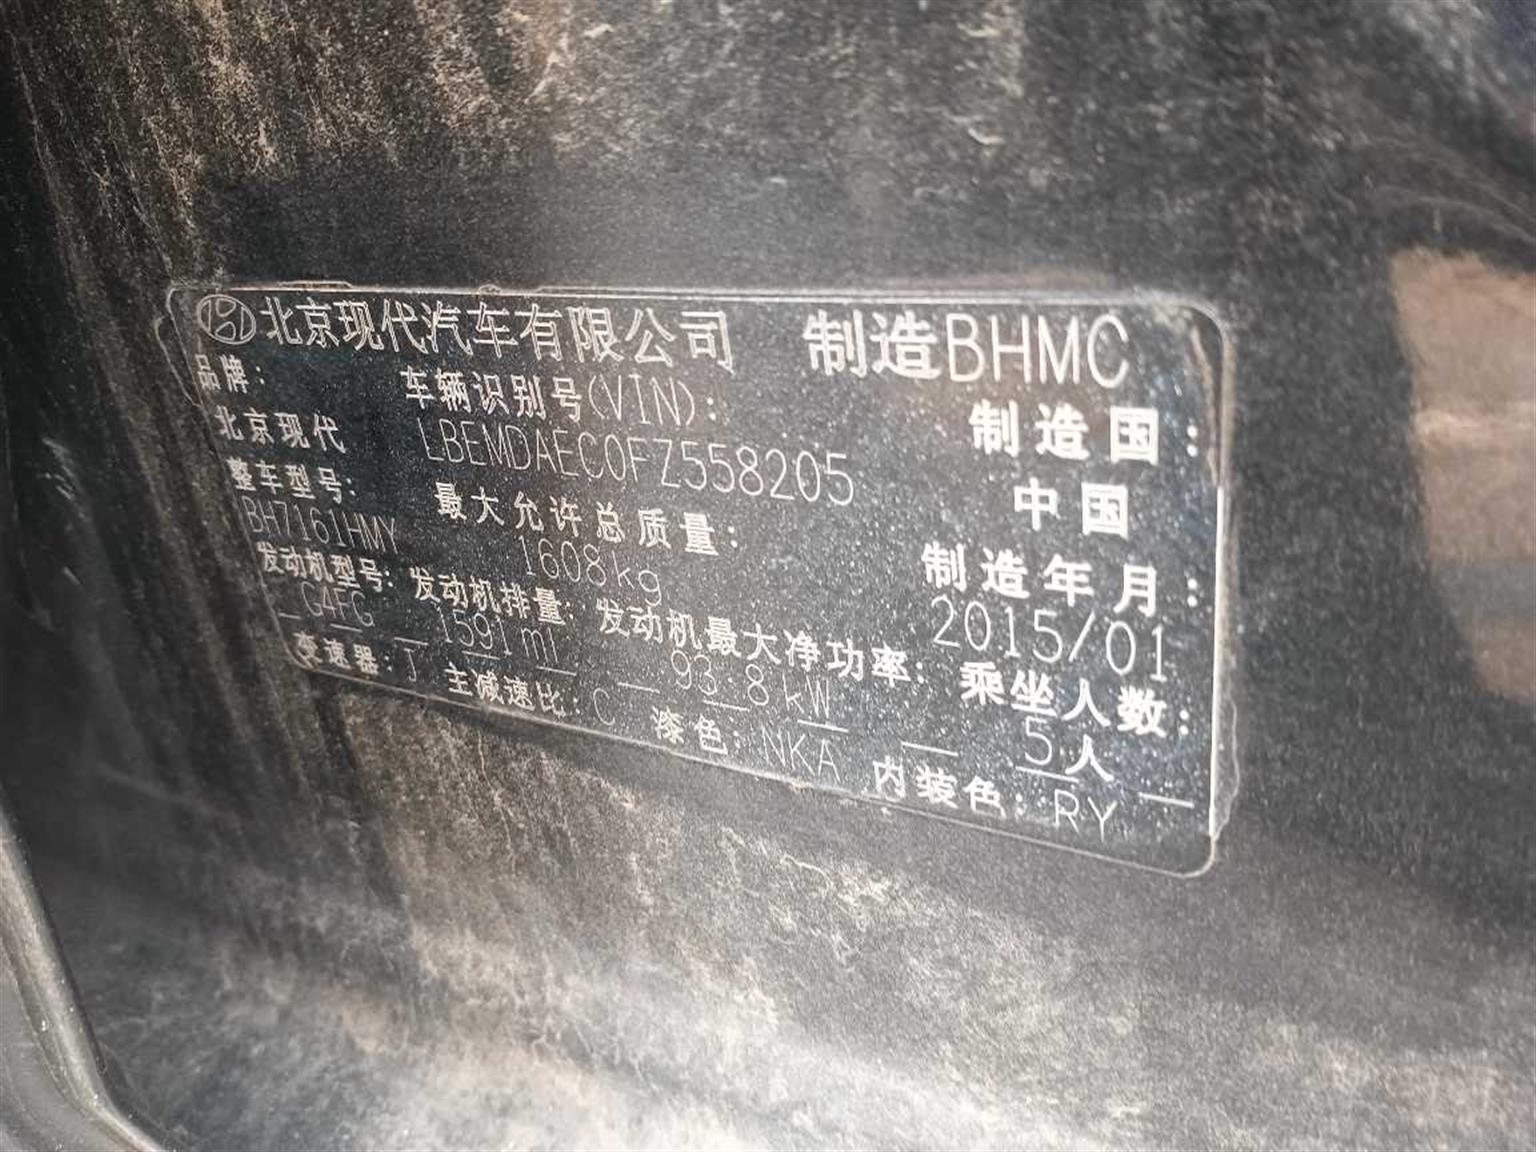 北京现代汽车有限公司 制造BHMC
品牌: 车辆识别号(VIN): 制造国:
北京现代 LBEMDAEC0FZ558205 中国
整车型号: 最大允许总质量: 制造年月:
BH7161HMY 1608kg 2015/01
发动机型号: 发动机排量: 发动机最大净功率: 乘坐人数:
G4FG 1591ml 93.8kW 5人
变速器: J 主减速比: C 漆色: NKA 内装色: RY